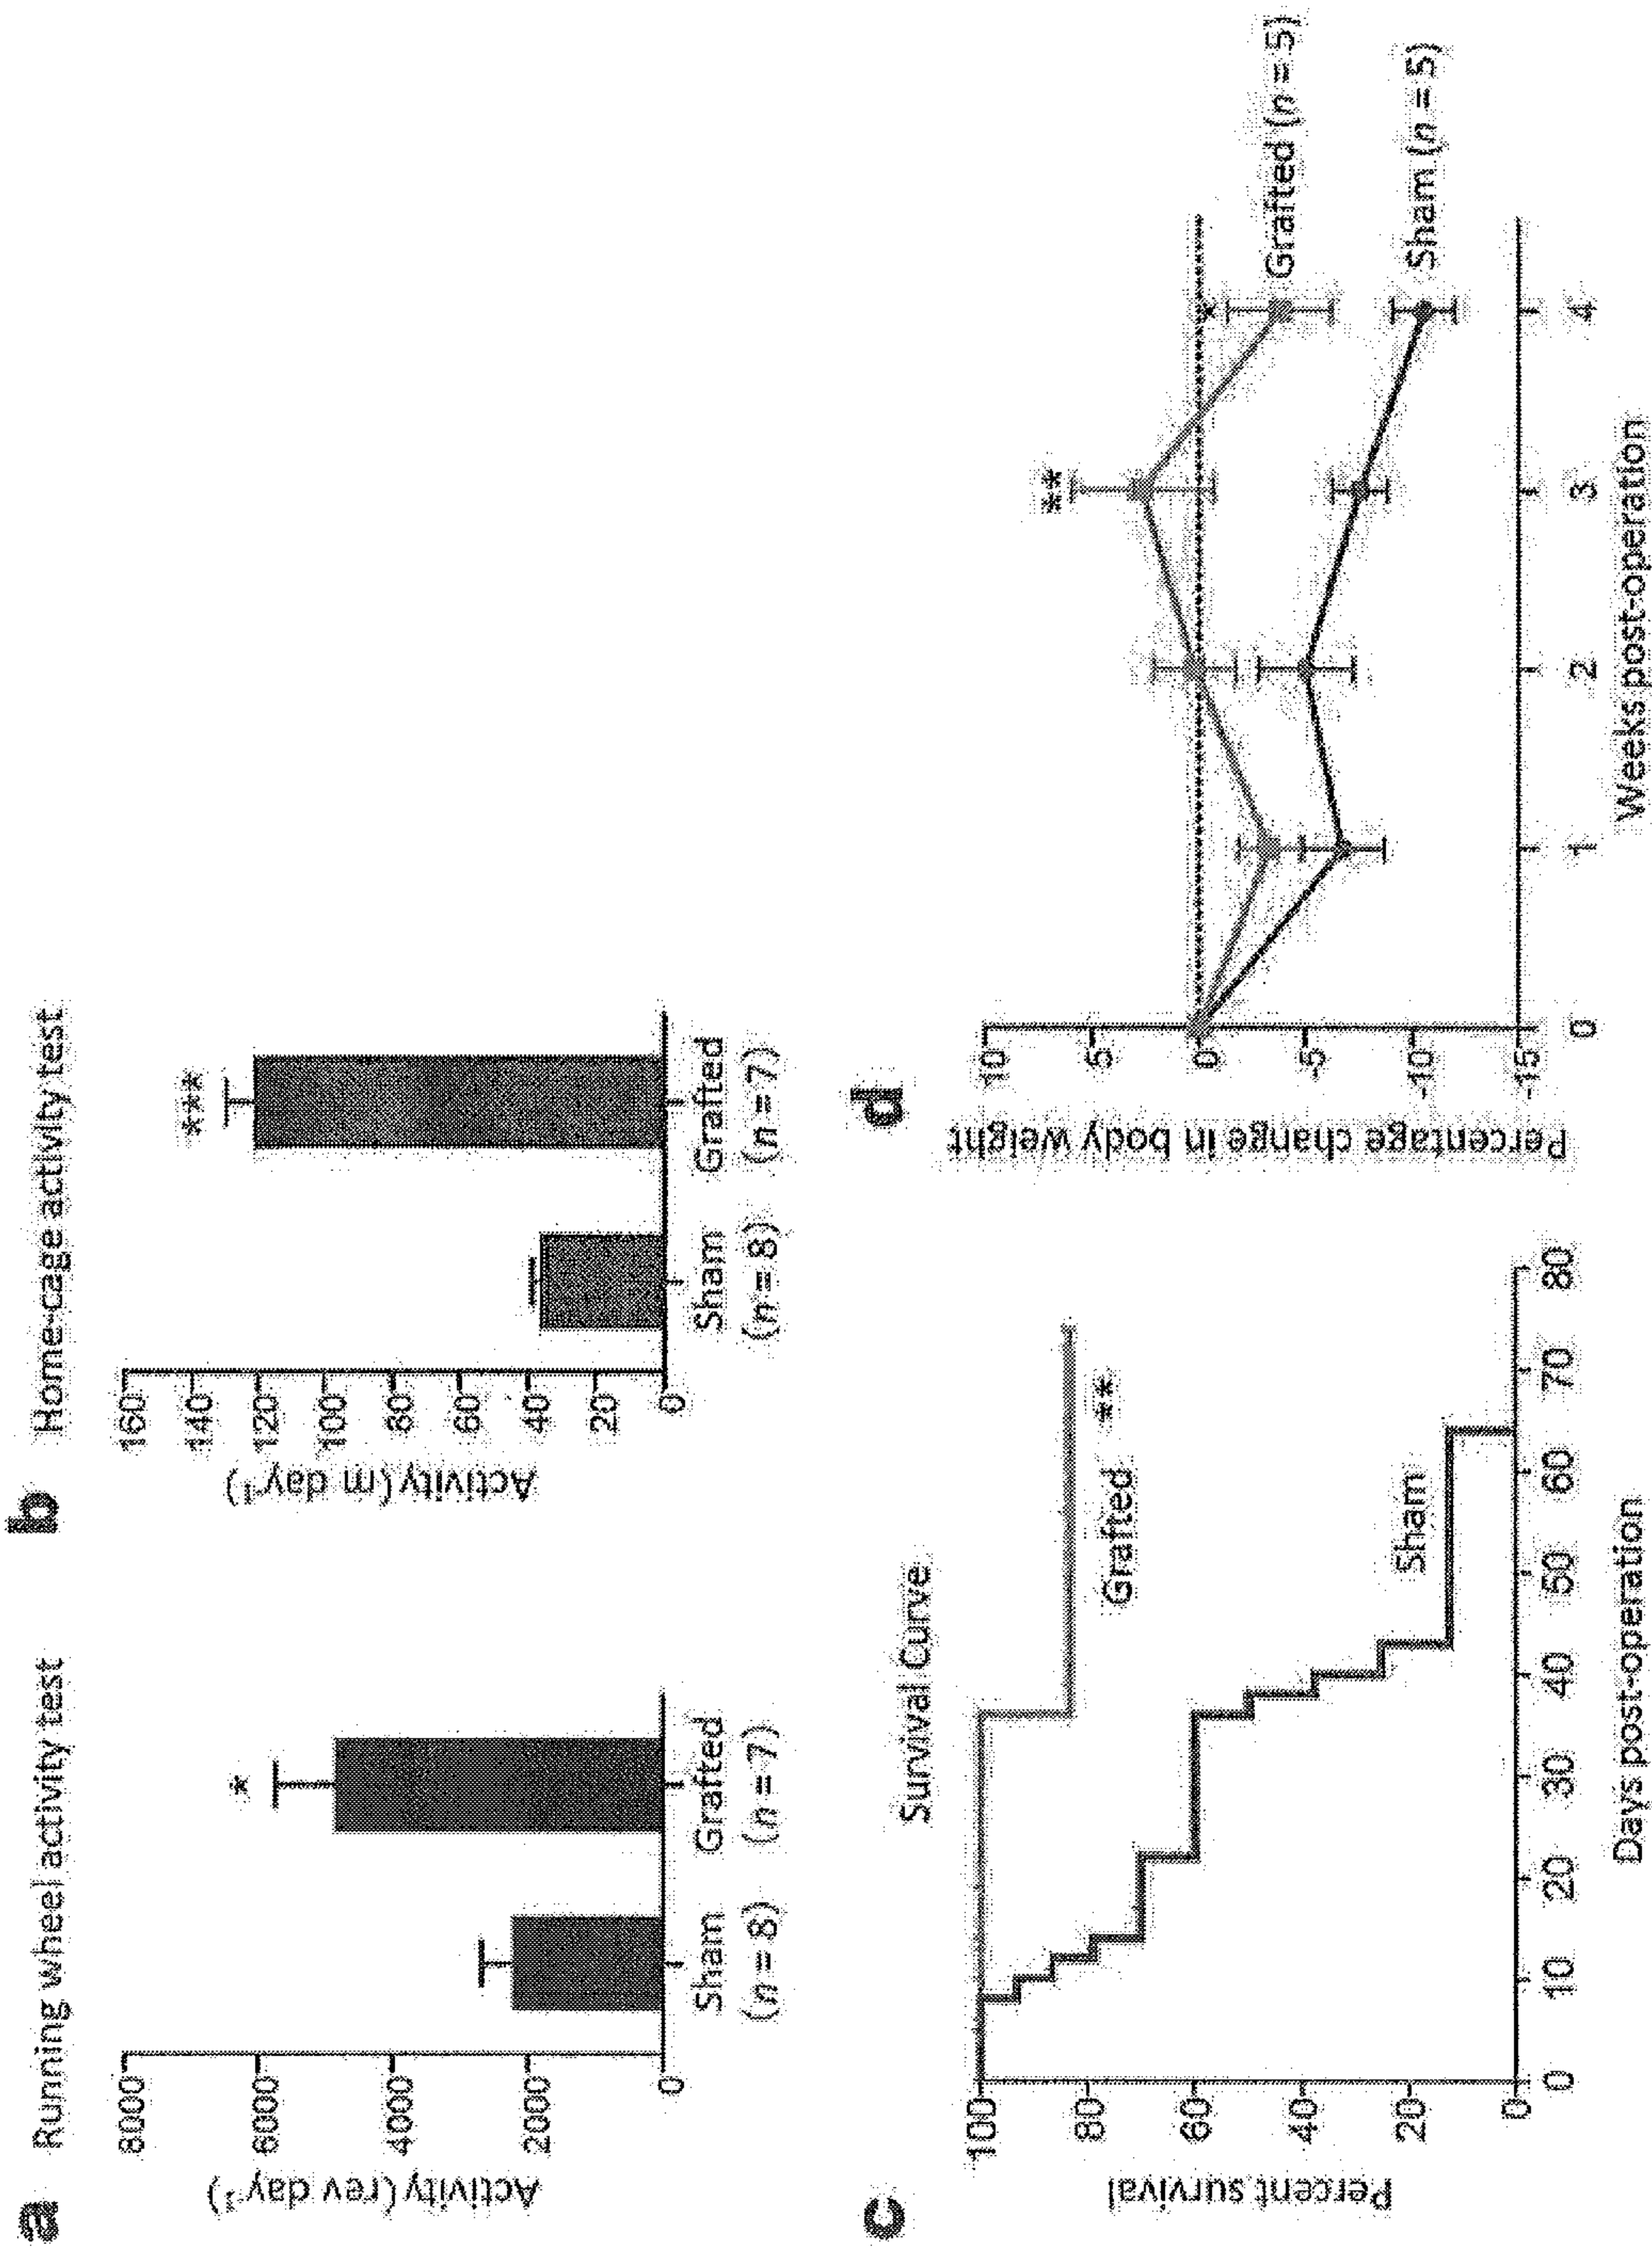 a Running wheel activity test
Activity (rev day⁻¹)
8000
6000
4000
2000
0
Sham
(n = 8)
Grafted
(n = 7)
*
b Home-cage activity test
Activity (m day⁻¹)
160
140
120
100
80
60
40
20
0
Sham
(n = 8)
Grafted
(n = 7)
***
c
Survival Curve
Percent survival
100
80
60
40
20
0
0 10 20 30 40 50 60 70 80
Days post-operation
Grafted **
Sham
d
Percentage change in body weight
10
5
0
-5
-10
-15
0 1 2 3 4
Weeks post-operation
**
*
Grafted (n = 5)
Sham (n = 5)